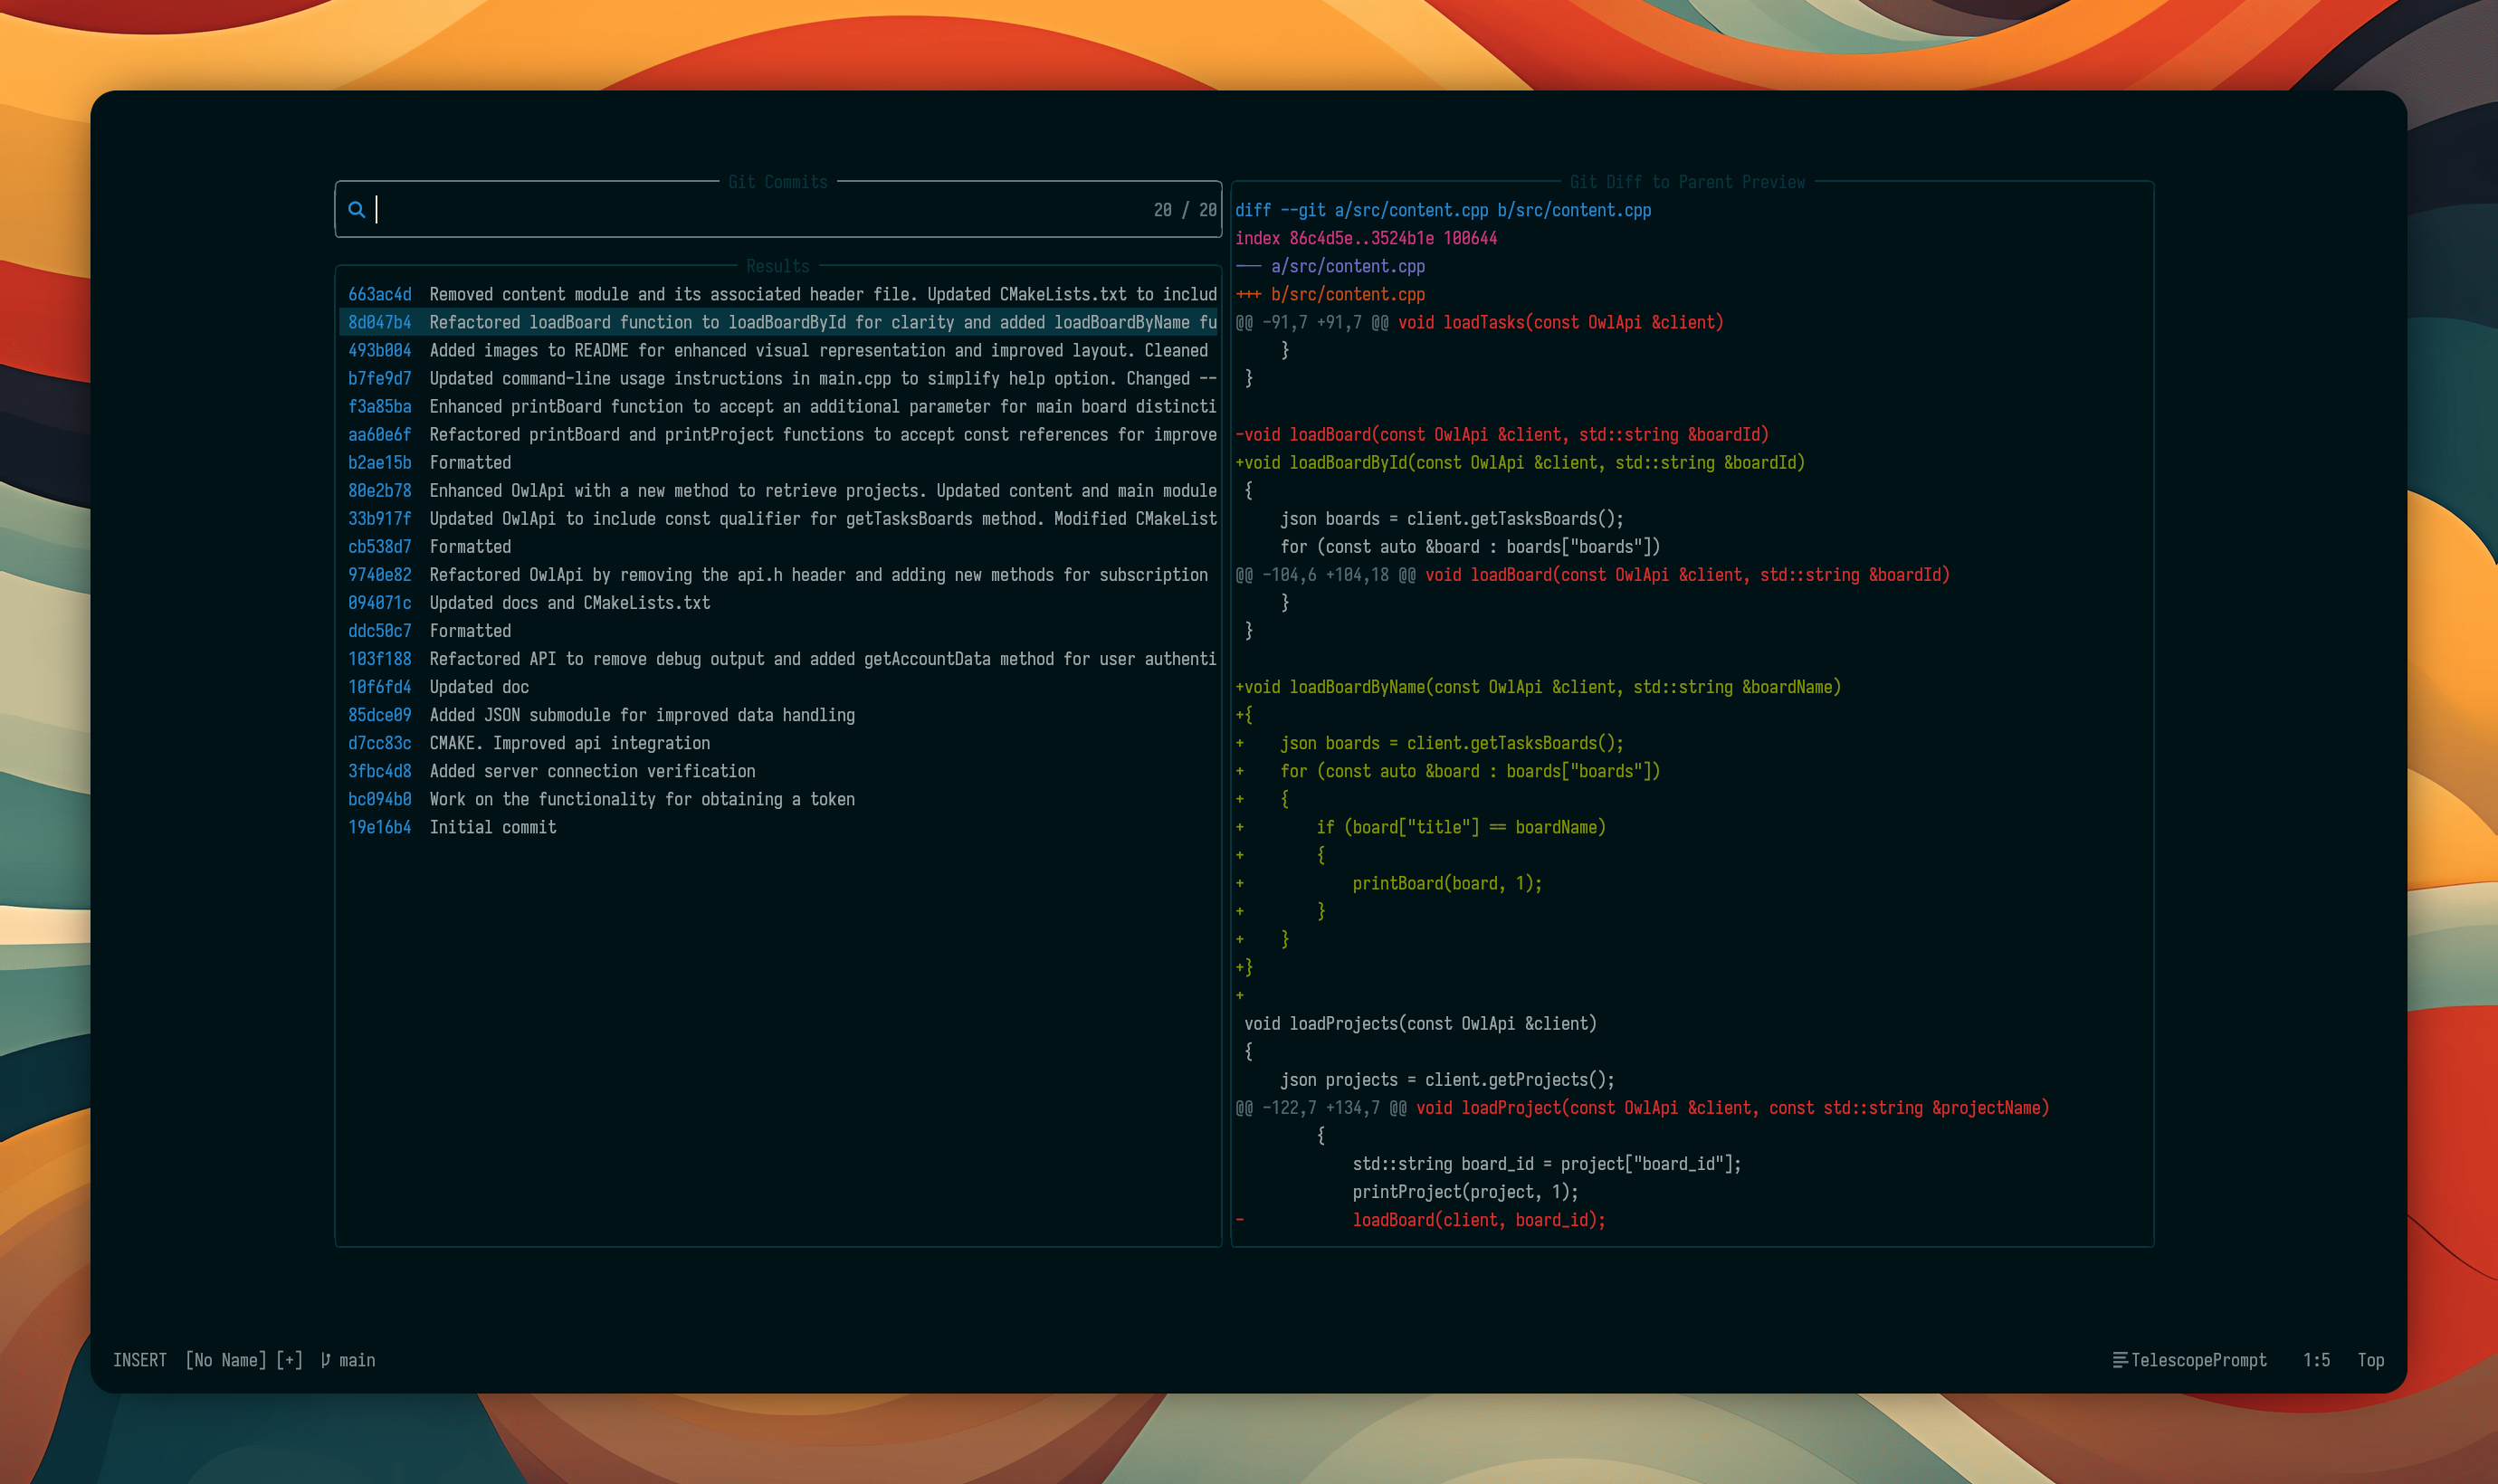 Git Commits
20 / 20
Results
663ac4d  Removed content module and its associated header file. Updated CMakeLists.txt to includ
8d047b4  Refactored loadBoard function to loadBoardById for clarity and added loadBoardByName fu
493b004  Added images to README for enhanced visual representation and improved layout. Cleaned
b7fe9d7  Updated command-line usage instructions in main.cpp to simplify help option. Changed --
f3a85ba  Enhanced printBoard function to accept an additional parameter for main board distincti
aa60e6f  Refactored printBoard and printProject functions to accept const references for improve
b2ae15b  Formatted
80e2b78  Enhanced OwlApi with a new method to retrieve projects. Updated content and main module
33b917f  Updated OwlApi to include const qualifier for getTasksBoards method. Modified CMakeList
cb538d7  Formatted
9740e82  Refactored OwlApi by removing the api.h header and adding new methods for subscription
094071c  Updated docs and CMakeLists.txt
ddc50c7  Formatted
103f188  Refactored API to remove debug output and added getAccountData method for user authenti
10f6fd4  Updated doc
85dce09  Added JSON submodule for improved data handling
d7cc83c  CMAKE. Improved api integration
3fbc4d8  Added server connection verification
bc094b0  Work on the functionality for obtaining a token
19e16b4  Initial commit
Git Diff to Parent Preview
diff --git a/src/content.cpp b/src/content.cpp
index 86c4d5e..3524b1e 100644
--- a/src/content.cpp
+++ b/src/content.cpp
@@ -91,7 +91,7 @@ void loadTasks(const OwlApi &client)
     }
 }
-void loadBoard(const OwlApi &client, std::string &boardId)
+void loadBoardById(const OwlApi &client, std::string &boardId)
 {
     json boards = client.getTasksBoards();
     for (const auto &board : boards["boards"])
@@ -104,6 +104,18 @@ void loadBoard(const OwlApi &client, std::string &boardId)
     }
 }
+void loadBoardByName(const OwlApi &client, std::string &boardName)
+{
+    json boards = client.getTasksBoards();
+    for (const auto &board : boards["boards"])
+    {
+        if (board["title"] == boardName)
+        {
+            printBoard(board, 1);
+        }
+    }
+}
+
 void loadProjects(const OwlApi &client)
 {
     json projects = client.getProjects();
@@ -122,7 +134,7 @@ void loadProject(const OwlApi &client, const std::string &projectName)
         {
             std::string board_id = project["board_id"];
             printProject(project, 1);
-            loadBoard(client, board_id);
INSERT  [No Name] [+]  main
TelescopePrompt  1:5  Top